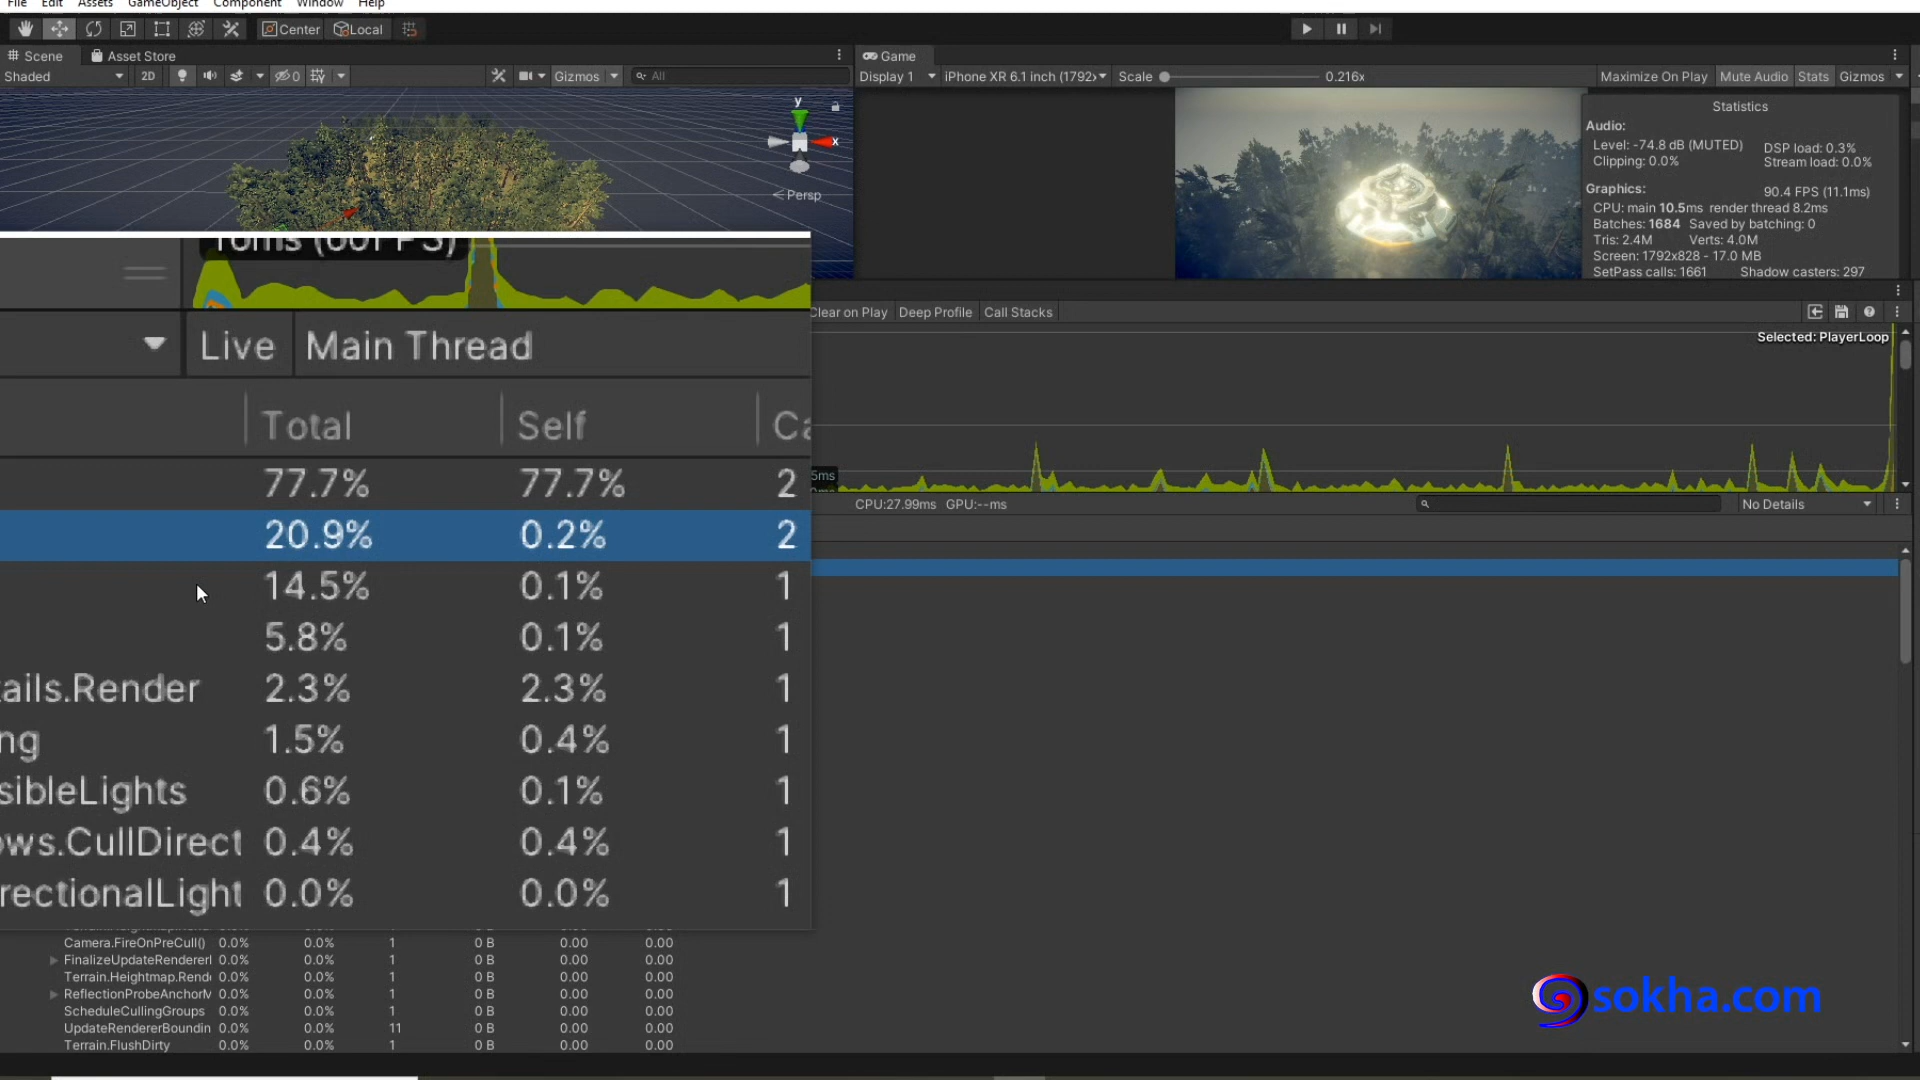 File Edit Assets GameObject Component Window Help
Center Local
Scene Asset Store
Game
Shaded 2D 0 Gizmos All
Display 1 iPhone XR 6.1 inch (1792x Scale 0.216x Maximize On Play Mute Audio Stats Gizmos
y
x
Persp
Statistics
Audio:
Level: -74.8 dB (MUTED) DSP load: 0.3%
Clipping: 0.0% Stream load: 0.0%
Graphics: 90.4 FPS (11.1ms)
CPU: main 10.5ms render thread 8.2ms
Batches: 1684 Saved by batching: 0
Tris: 2.4M Verts: 4.0M
Screen: 1792x828 - 17.0 MB
SetPass calls: 1661 Shadow casters: 297
Clear on Play Deep Profile Call Stacks
Selected: PlayerLoop
5ms
CPU:27.99ms GPU:--ms
No Details
Live Main Thread
Total Self Ca
77.7% 77.7% 2
20.9% 0.2% 2
14.5% 0.1% 1
5.8% 0.1% 1
ails.Render 2.3% 2.3% 1
ng 1.5% 0.4% 1
sibleLights 0.6% 0.1% 1
ows.CullDirect 0.4% 0.4% 1
rectionalLight 0.0% 0.0% 1
Camera.FireOnPreCull() 0.0% 0.0% 1 0 B 0.00 0.00
FinalizeUpdateRendererI 0.0% 0.0% 1 0 B 0.00 0.00
Terrain.Heightmap.Rende 0.0% 0.0% 1 0 B 0.00 0.00
ReflectionProbeAnchorM 0.0% 0.0% 1 0 B 0.00 0.00
ScheduleCullingGroups 0.0% 0.0% 1 0 B 0.00 0.00
UpdateRendererBoundin 0.0% 0.0% 11 0 B 0.00 0.00
Terrain.FlushDirty 0.0% 0.0% 1 0 B 0.00 0.00
sokha.com